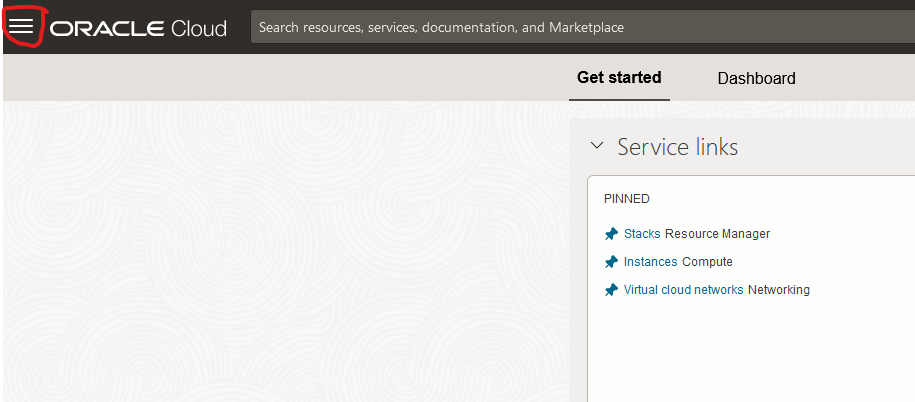 ORACLE Cloud
Search resources, services, documentation, and Marketplace
Get started
Dashboard
Service links
PINNED
Stacks Resource Manager
Instances Compute
Virtual cloud networks Networking